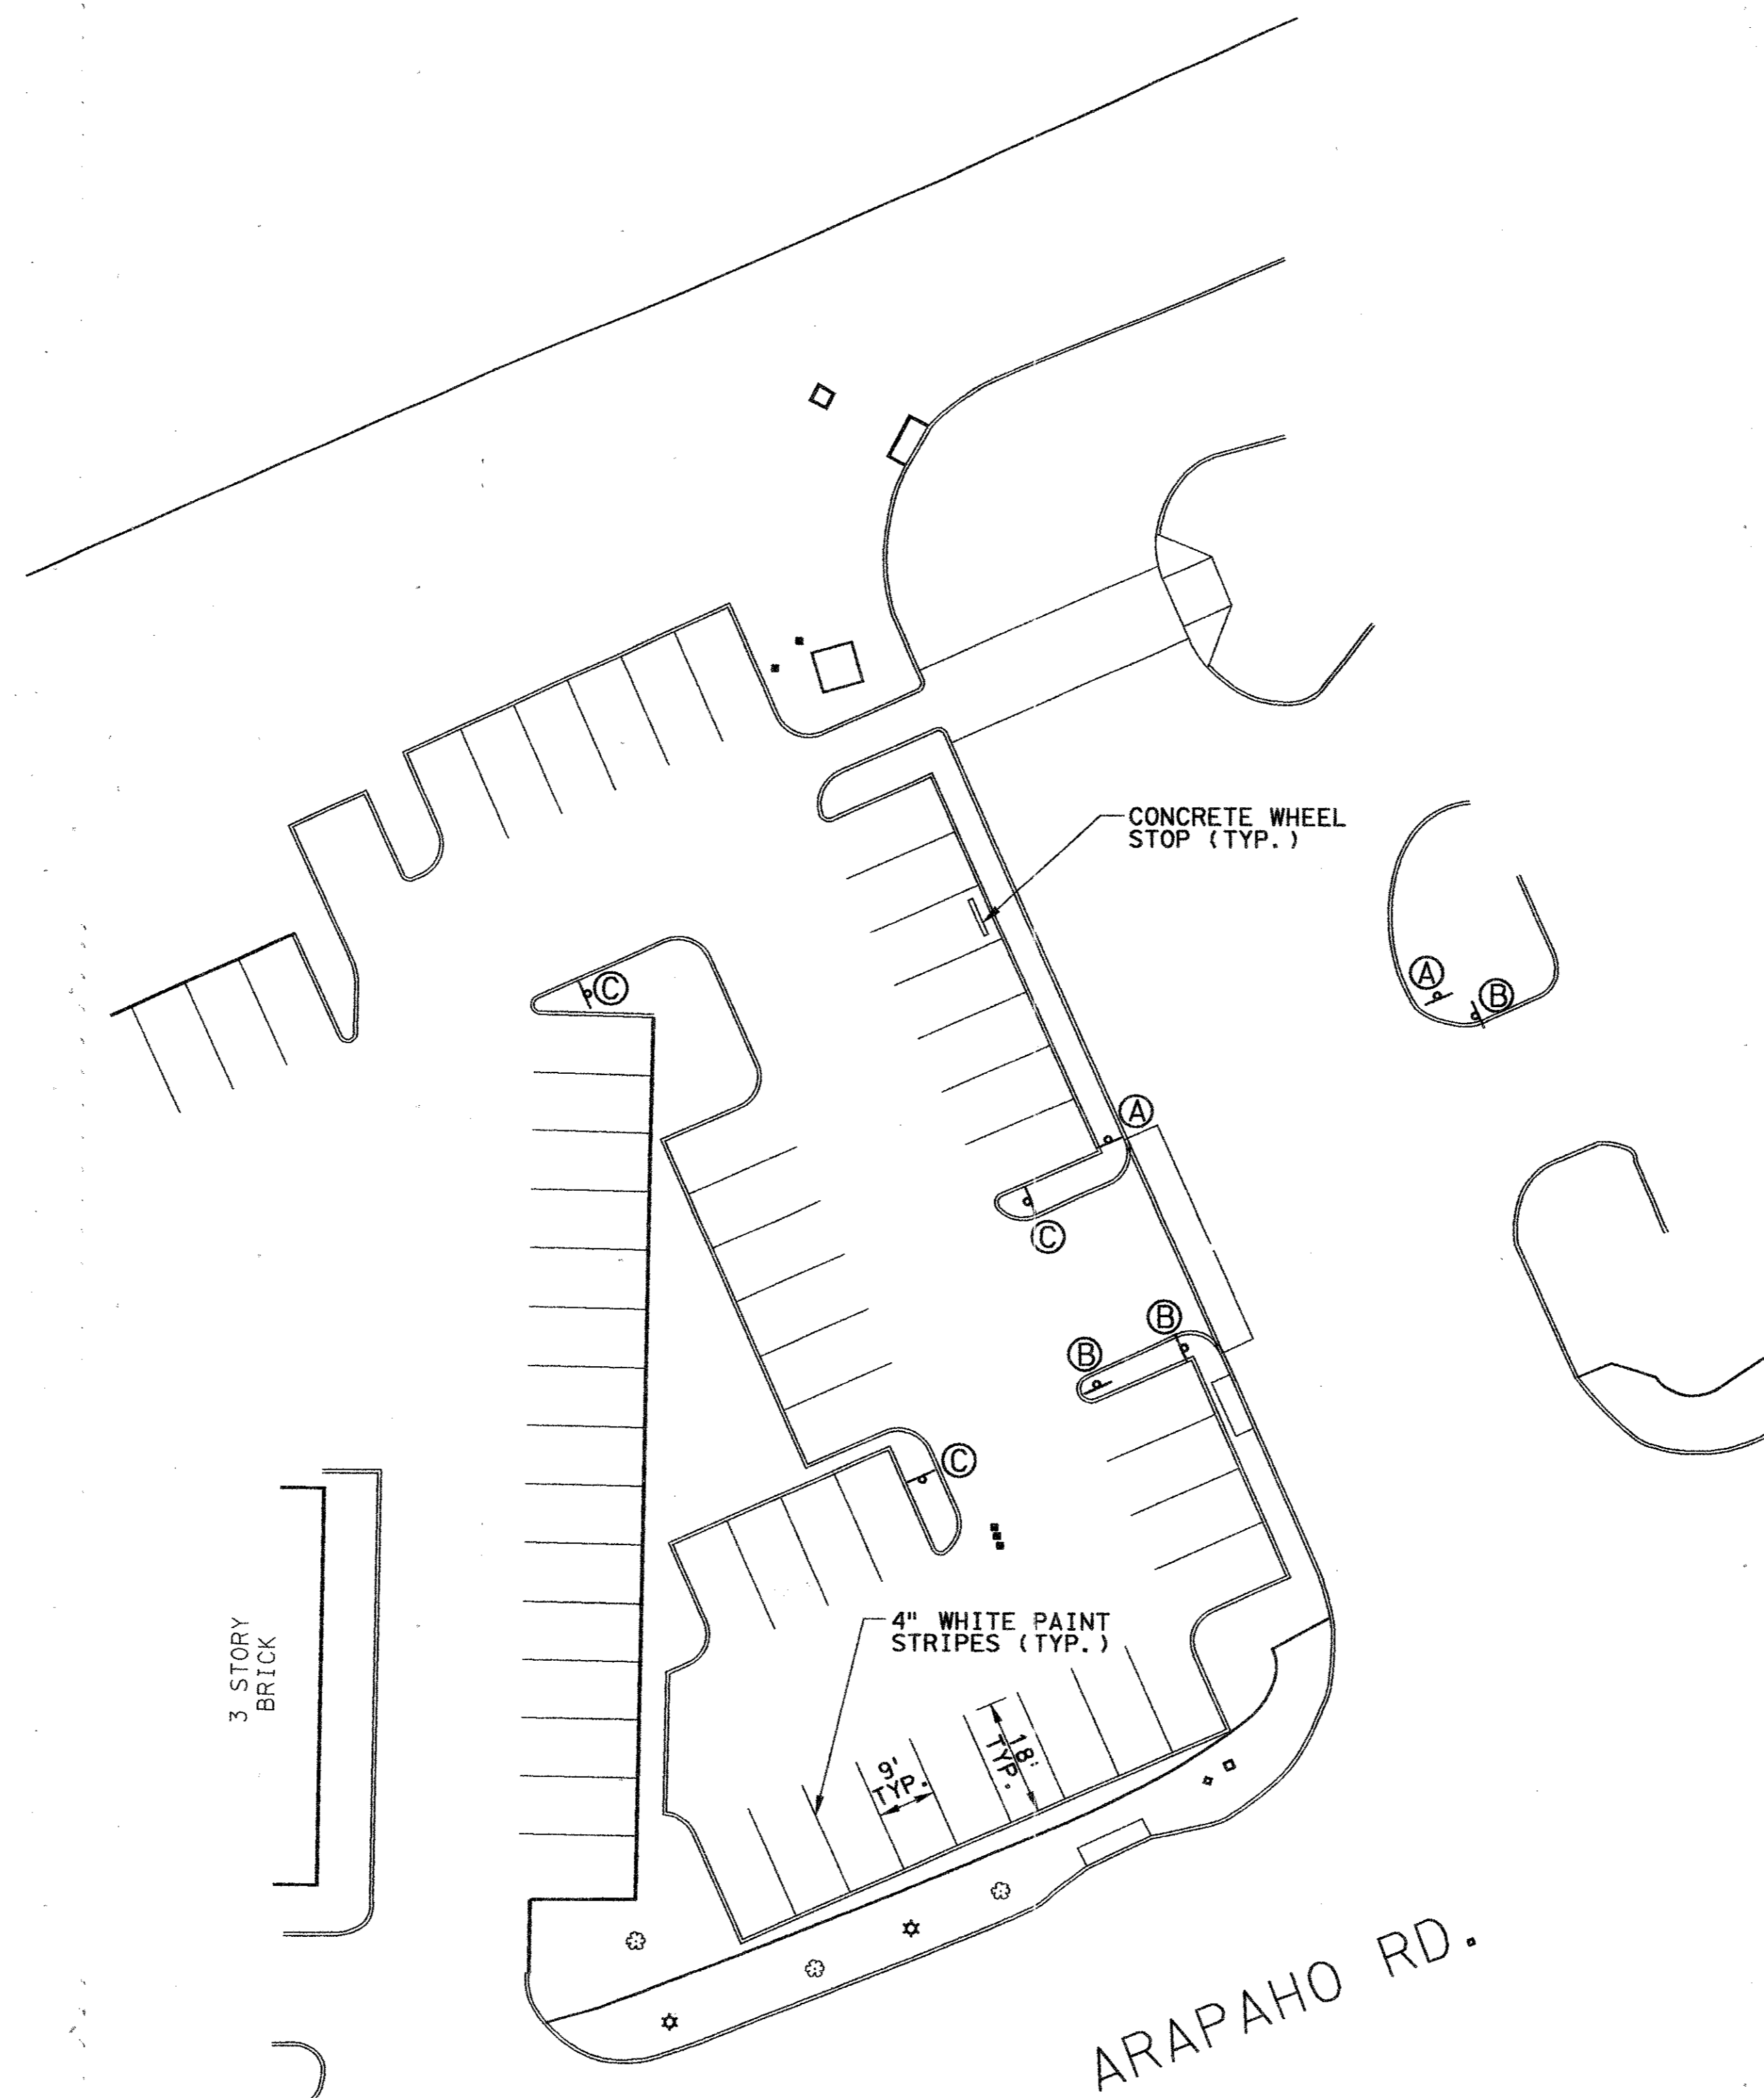 CONCRETE WHEEL
STOP (TYP.)
A
B
C
A
C
B
B
C
4" WHITE PAINT
STRIPES (TYP.)
3 STORY
BRICK
9'
TYP.
18'
TYP.
ARAPAHO RD.